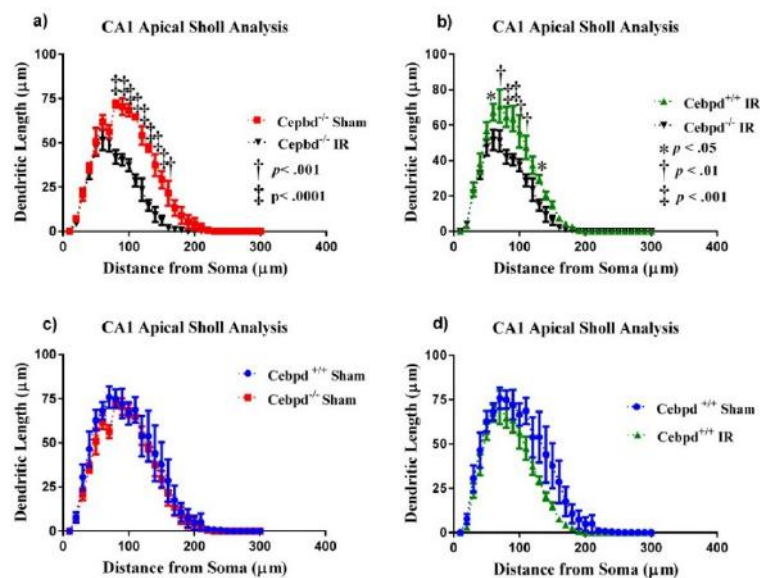 a)
CA1 Apical Sholl Analysis
Dendritic Length (μm)
100
75
50
25
0
‡‡‡‡‡‡‡‡†
Cepbd-/- Sham
Cepbd-/- IR
† p< .001
‡ p< .0001
0 100 200 300 400
Distance from Soma (μm)
b)
CA1 Apical Sholl Analysis
Dendritic Length (μm)
100
80
60
40
20
0
Cebpd+/+ IR
Cebpd-/- IR
* p < .05
† p < .01
‡ p < .001
0 100 200 300 400
Distance from Soma (μm)
c)
CA1 Apical Sholl Analysis
Dendritic Length (μm)
100
75
50
25
0
Cebpd +/+ Sham
Cebpd-/- Sham
0 100 200 300 400
Distance from Soma (μm)
d)
CA1 Apical Sholl Analysis
Dendritic Length (μm)
100
75
50
25
0
Cebpd +/+ Sham
Cebpd+/+ IR
0 100 200 300 400
Distance from Soma (μm)